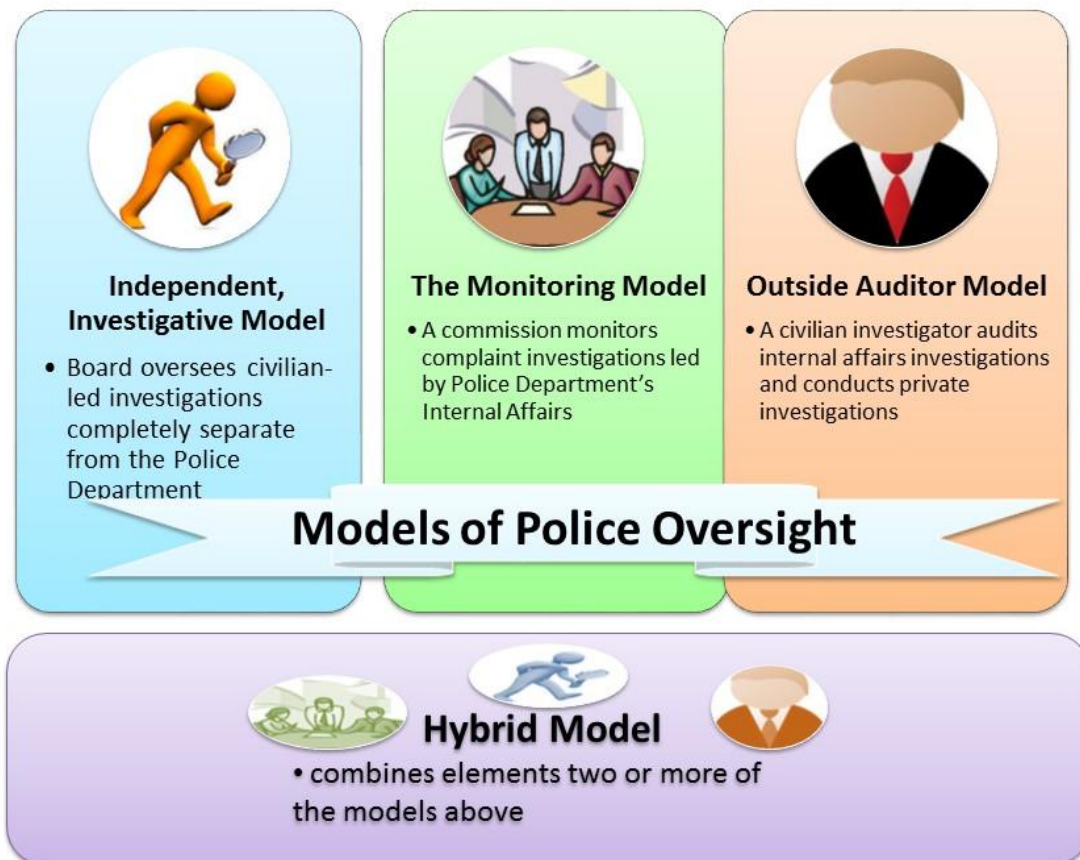 Independent,
Investigative Model
• Board oversees civilian-
led investigations
completely separate
from the Police
Department
The Monitoring Model
• A commission monitors
complaint investigations led
by Police Department's
Internal Affairs
Outside Auditor Model
• A civilian investigator audits
internal affairs investigations
and conducts private
investigations
Models of Police Oversight
Hybrid Model
• combines elements two or more of
the models above